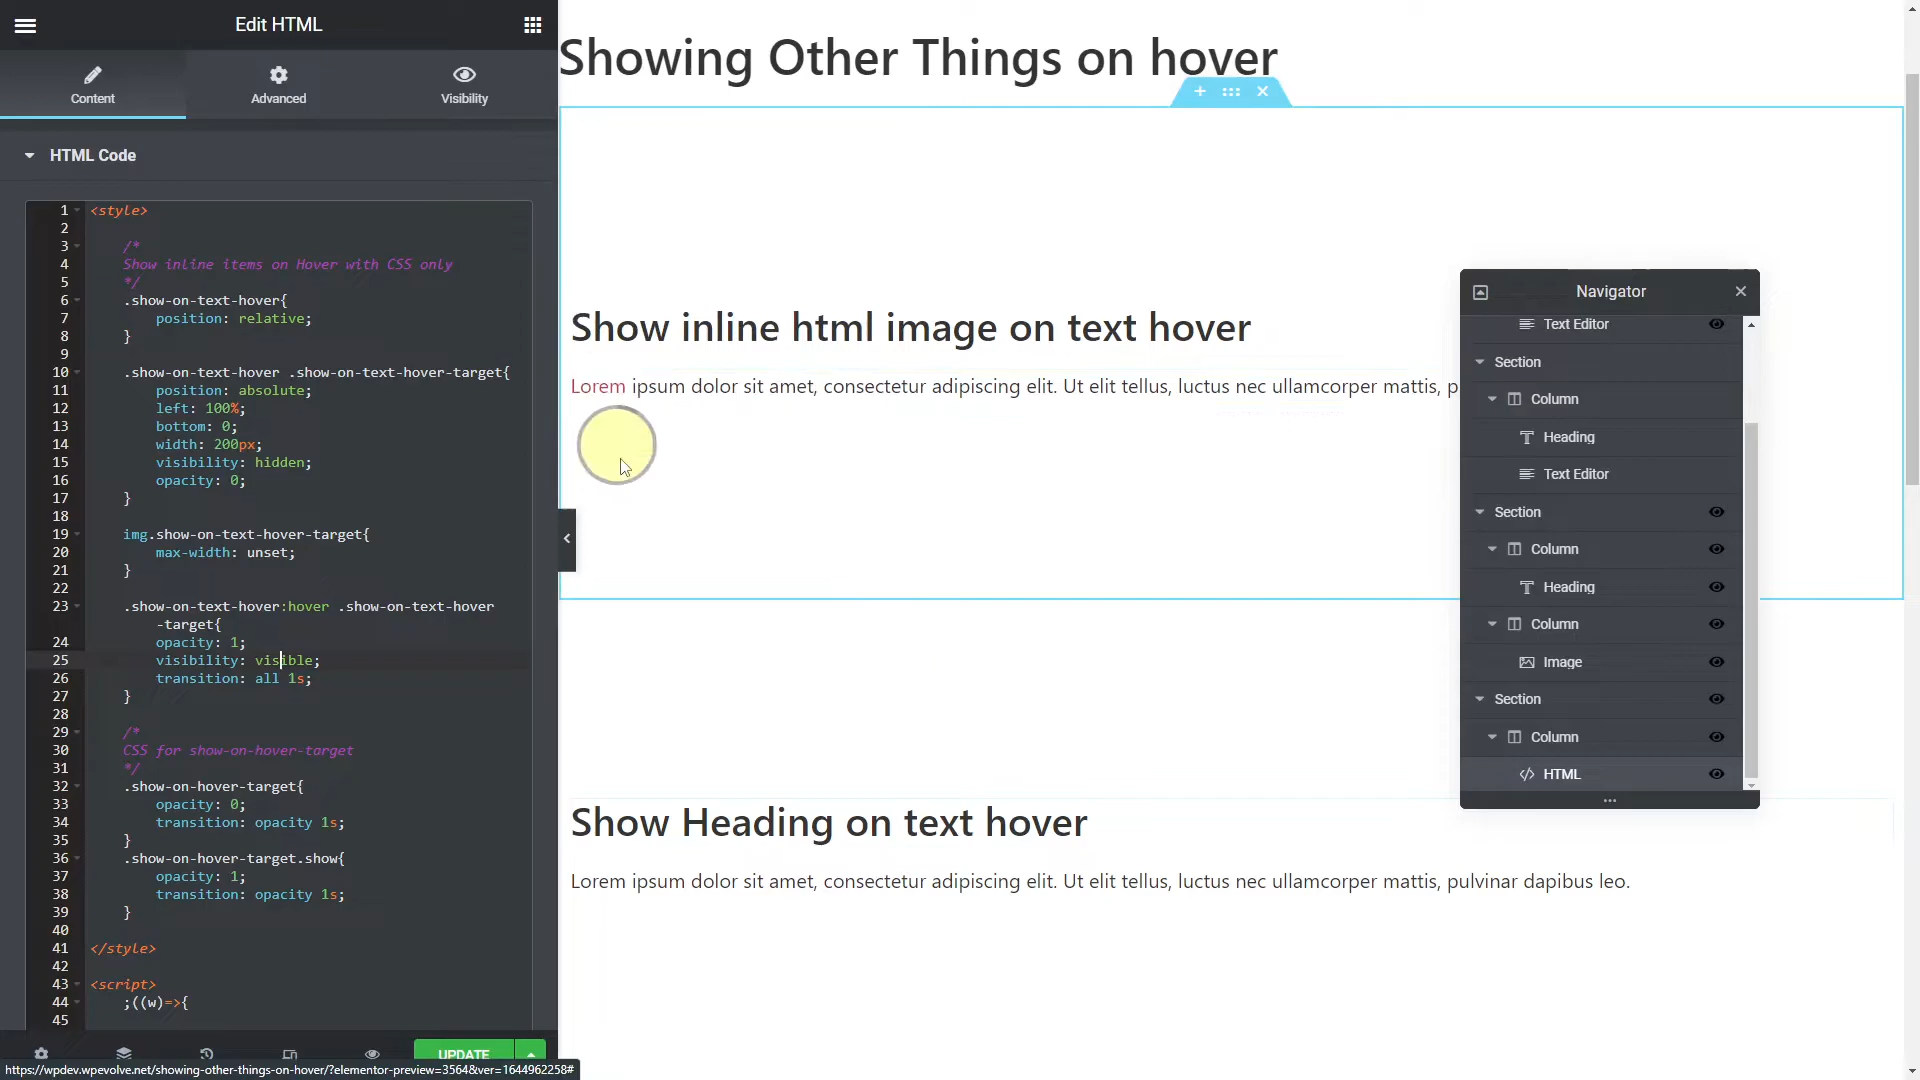 Edit HTML
Content
Advanced
Visibility
HTML Code
1 <style>
2
3 /*
4 Show inline items on Hover with CSS only
5 */
6 .show-on-text-hover{
7 position: relative;
8 }
9
10 .show-on-text-hover .show-on-text-hover-target{
11 position: absolute;
12 left: 100%;
13 bottom: 0;
14 width: 200px;
15 visibility: hidden;
16 opacity: 0;
17 }
18
19 img.show-on-text-hover-target{
20 max-width: unset;
21 }
22
23 .show-on-text-hover:hover .show-on-text-hover
-target{
24 opacity: 1;
25 visibility: visible;
26 transition: all 1s;
27 }
28
29 /*
30 CSS for show-on-hover-target
31 */
32 .show-on-hover-target{
33 opacity: 0;
34 transition: opacity 1s;
35 }
36 .show-on-hover-target.show{
37 opacity: 1;
38 transition: opacity 1s;
39 }
40
41 </style>
42
43 <script>
44 ;((w)=>{
45
UPDATE
https://wpdev.wpevolve.net/showing-other-things-on-hover/?elementor-preview=3564&ver=1644962258#
Showing Other Things on hover
Show inline html image on text hover
Lorem ipsum dolor sit amet, consectetur adipiscing elit. Ut elit tellus, luctus nec ullamcorper mattis, p
Show Heading on text hover
Lorem ipsum dolor sit amet, consectetur adipiscing elit. Ut elit tellus, luctus nec ullamcorper mattis, pulvinar dapibus leo.
Navigator
Text Editor
Section
Column
Heading
Text Editor
Section
Column
Heading
Column
Image
Section
Column
HTML